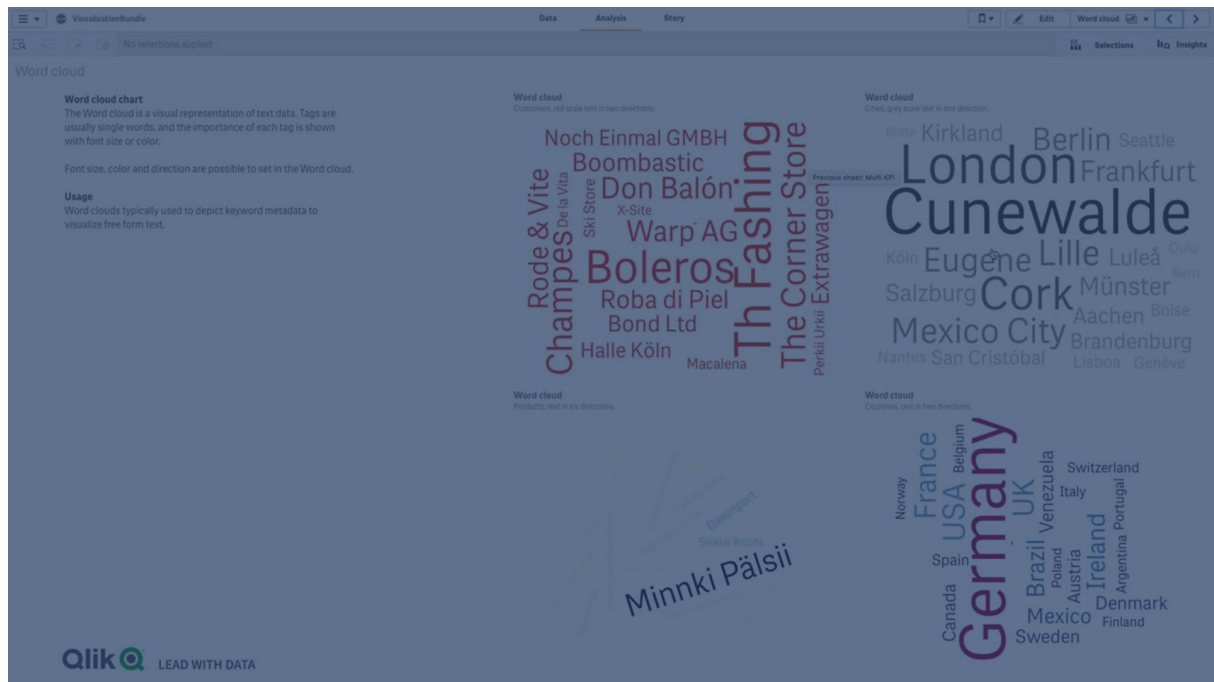 VisualizationBundle
Data
Analysis
Story
Edit
Word cloud
No selections applied
Selections
Insights
Word cloud
Word cloud chart
The Word cloud is a visual representation of text data. Tags are
usually single words, and the importance of each tag is shown
with font size or color.
Font size, color and direction are possible to set in the Word cloud.
Usage
Word clouds typically used to depict keyword metadata to
visualize free form text.
Word cloud
Customers, red scale text in two directions.
Noch Einmal GMBH
Boombastic
Don Balón
X-Site
Warp AG
Boleros
Roba di Piel
Bond Ltd
Halle Köln
Macalena
Rode & Vite
Champes
De la Vita
Ski Store
Th Fashing
The Corner Store
Perkii Urkii
Extrawagen
Previous sheet: Multi KPI
Word cloud
Cities, grey scale text in one direction.
Butte
Kirkland
Berlin
Seattle
London
Frankfurt
Cunewalde
Köln
Eugene
Lille
Luleå
Oulu
Bern
Salzburg
Cork
Münster
Aachen
Boise
Mexico City
Brandenburg
Nantes
San Cristóbal
Lisboa
Genève
Word cloud
Products, text in six directions.
Davenport
Snake Boots
Minnki Pälsii
Word cloud
Countries, text in two directions.
Norway
France
Belgium
USA
Germany
UK
Venezuela
Switzerland
Italy
Portugal
Spain
Brazil
Poland
Austria
Ireland
Argentina
Canada
Denmark
Mexico
Finland
Sweden
Qlik
LEAD WITH DATA